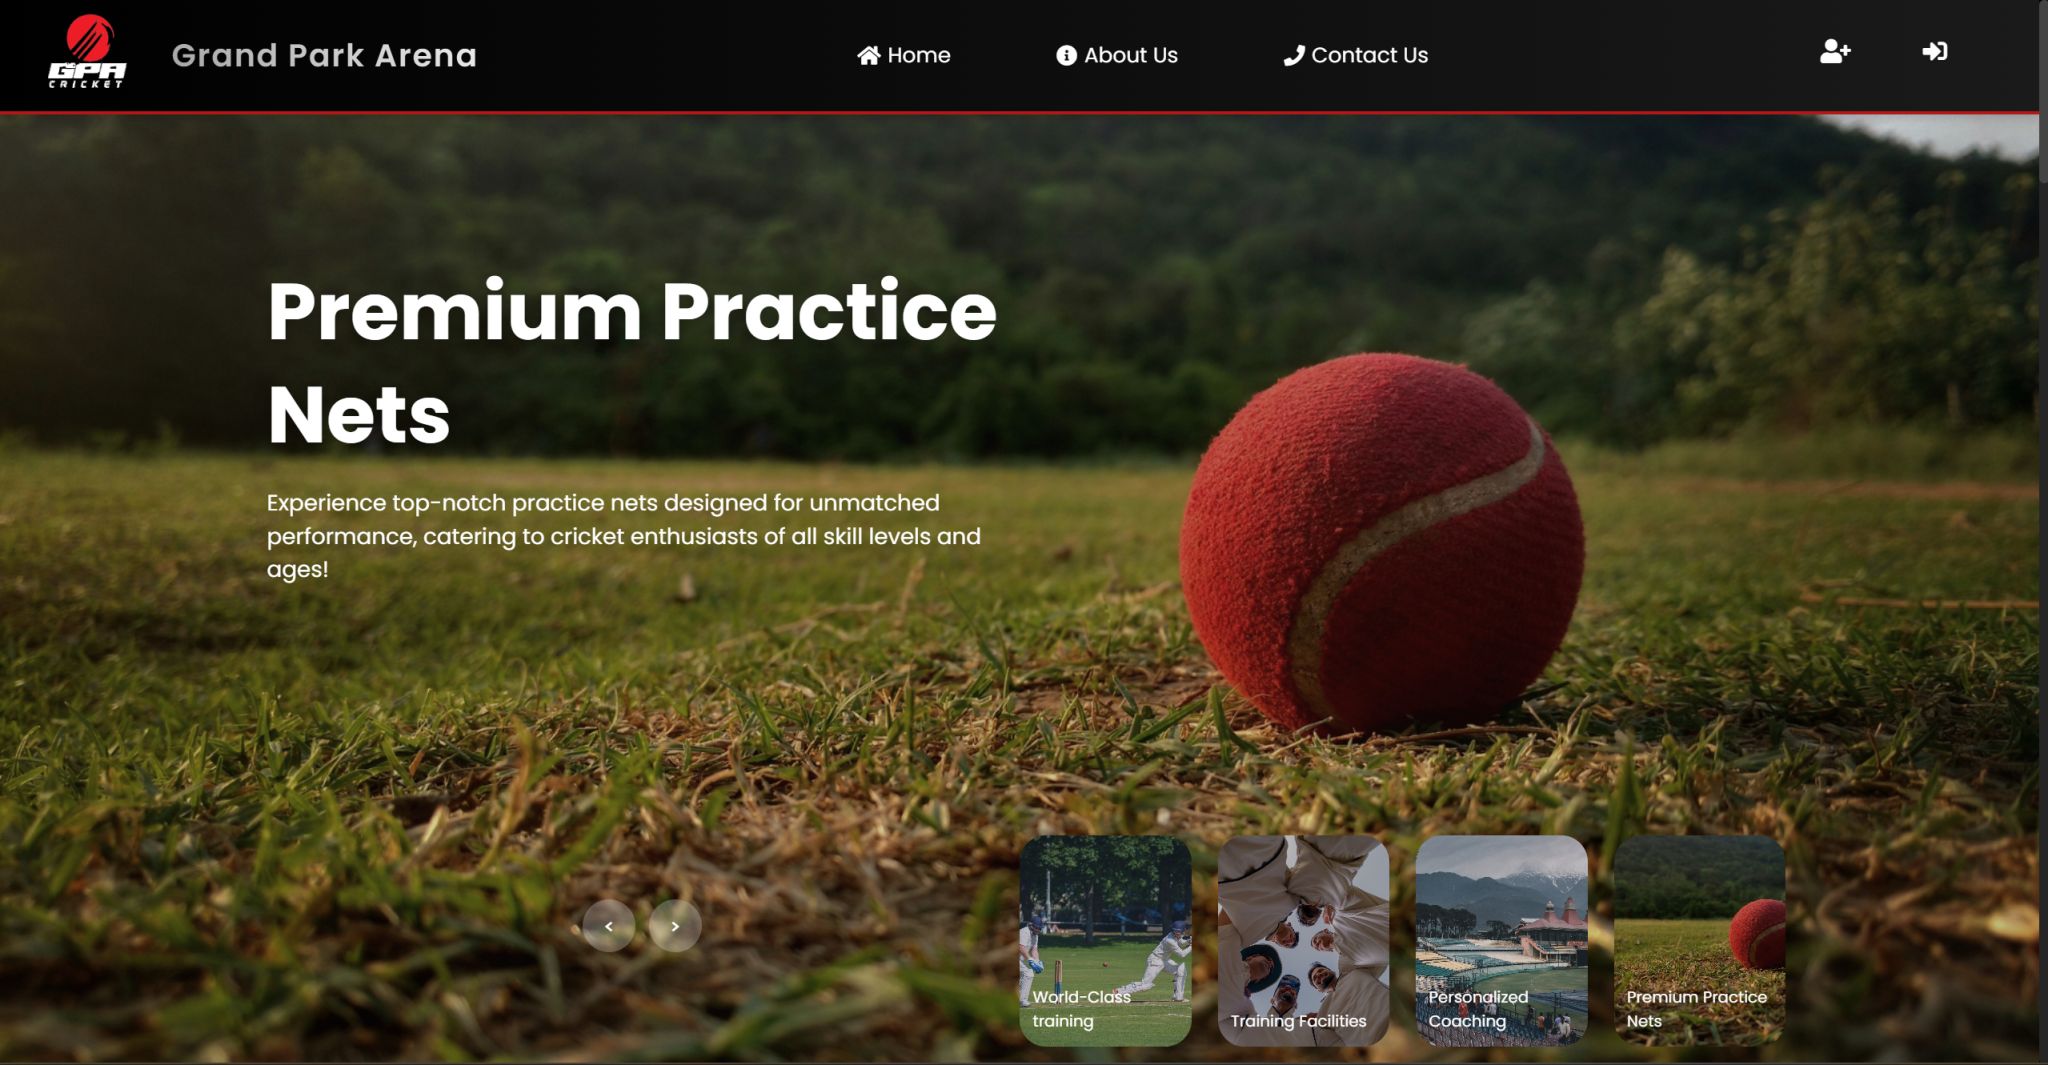 GPA
CRICKET
Grand Park Arena
Home
About Us
Contact Us
Premium Practice
Nets
Experience top-notch practice nets designed for unmatched
performance, catering to cricket enthusiasts of all skill levels and
ages!
<
>
World-Class
training
Training Facilities
Personalized
Coaching
Premium Practice
Nets